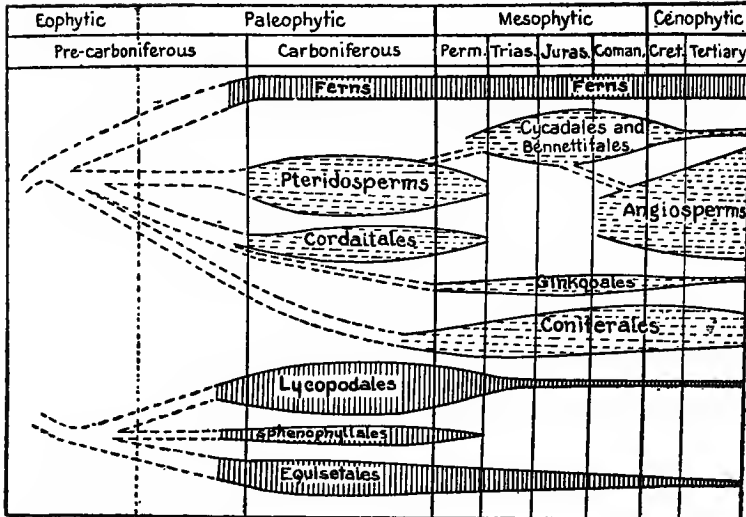 Eophytic Paleophytic Mesophytic Cénophytic
Pre-carboniferous Carboniferous Perm. Trias. Juras. Coman. Cret. Tertiary
Ferns Ferns
Cycadales and
Bennettitales.
Pteridosperms
Angiosperms
Cordaitales
Ginkgoales
Coniferales
Lycopodales
Sphenophyllales
Equisetales